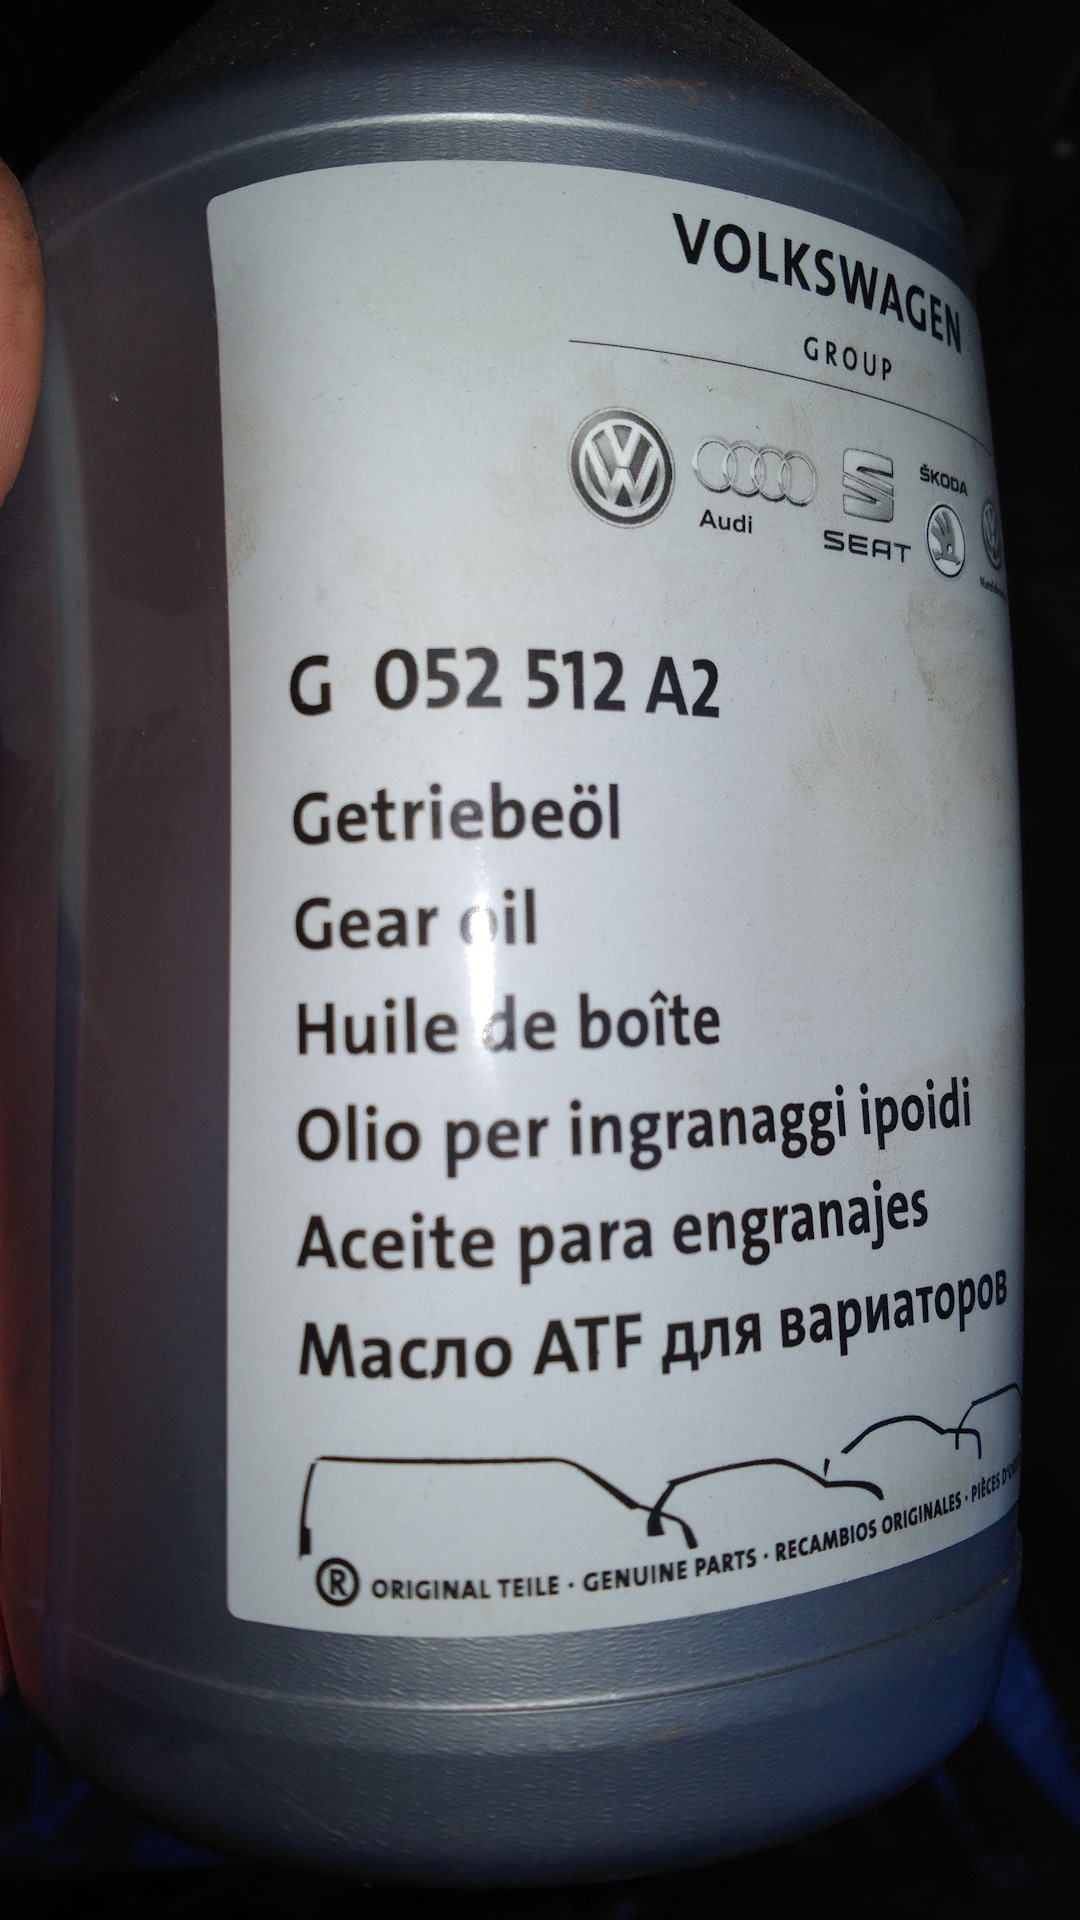 VOLKSWAGEN
GROUP
Audi
SEAT
ŠKODA
G 052 512 A2
Getriebeöl
Gear oil
Huile de boîte
Olio per ingranaggi ipoidi
Aceite para engranajes
Масло ATF для вариаторов
® ORIGINAL TEILE · GENUINE PARTS · RECAMBIOS ORIGINALES · PIÈCES